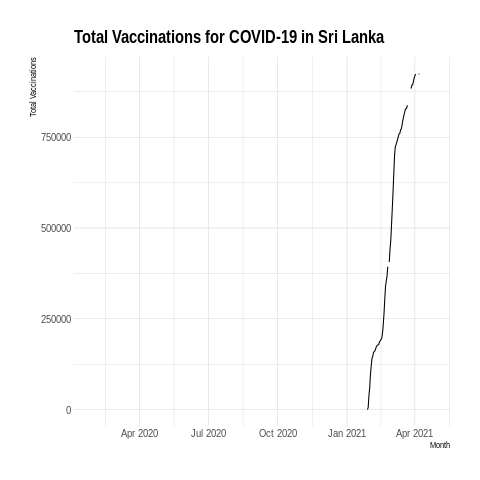 Total Vaccinations for COVID-19 in Sri Lanka
Total Vaccinations
750000
500000
250000
0
Apr 2020 Jul 2020 Oct 2020 Jan 2021 Apr 2021
Month